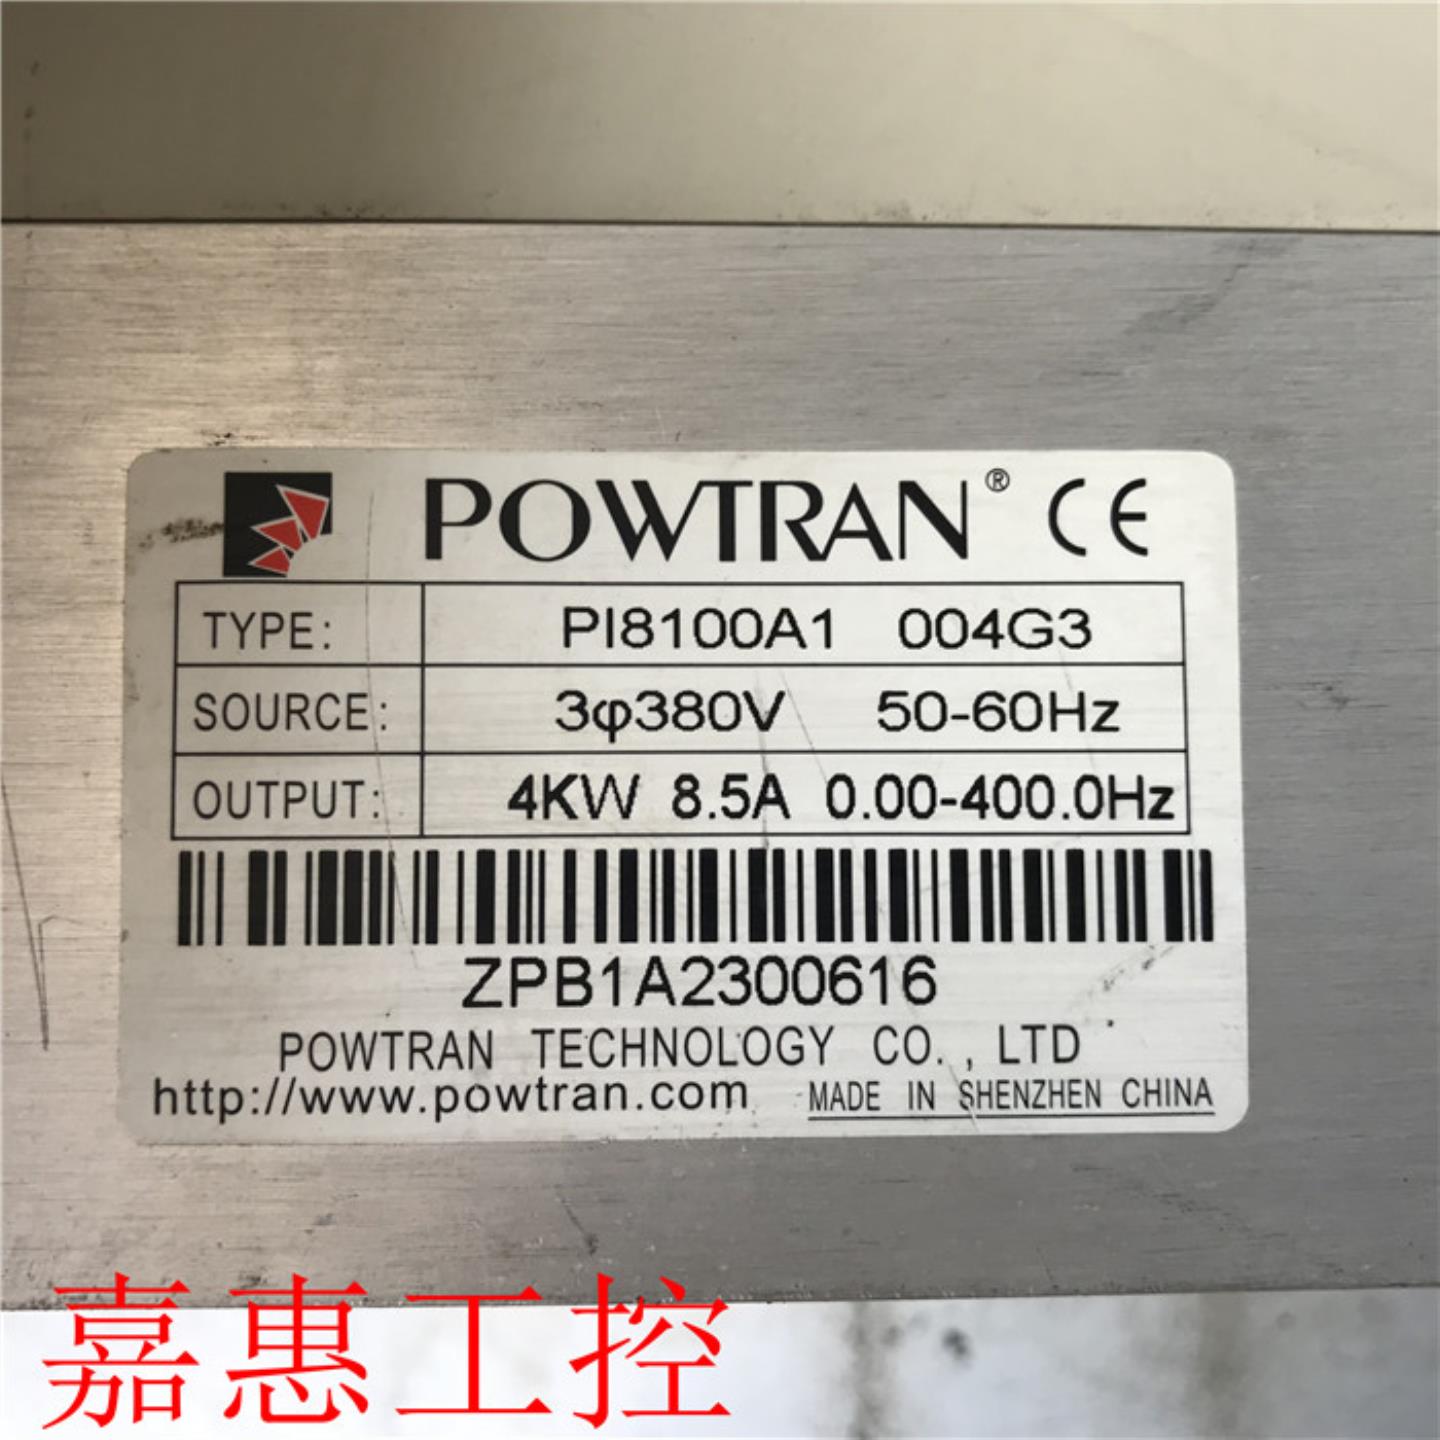 POWTRAN® CE
TYPE: PI8100A1 004G3
SOURCE: 3φ380V 50-60Hz
OUTPUT: 4KW 8.5A 0.00-400.0Hz
ZPB1A2300616
POWTRAN TECHNOLOGY CO.,LTD
http://www.powtran.com MADE IN SHENZHEN CHINA
嘉惠工控